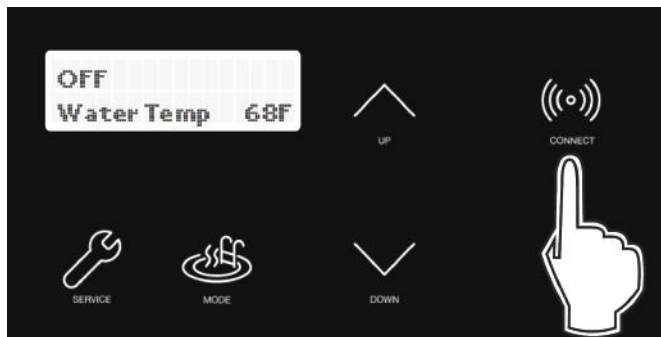 OFF
Water Temp 68F
UP
CONNECT
SERVICE
MODE
DOWN